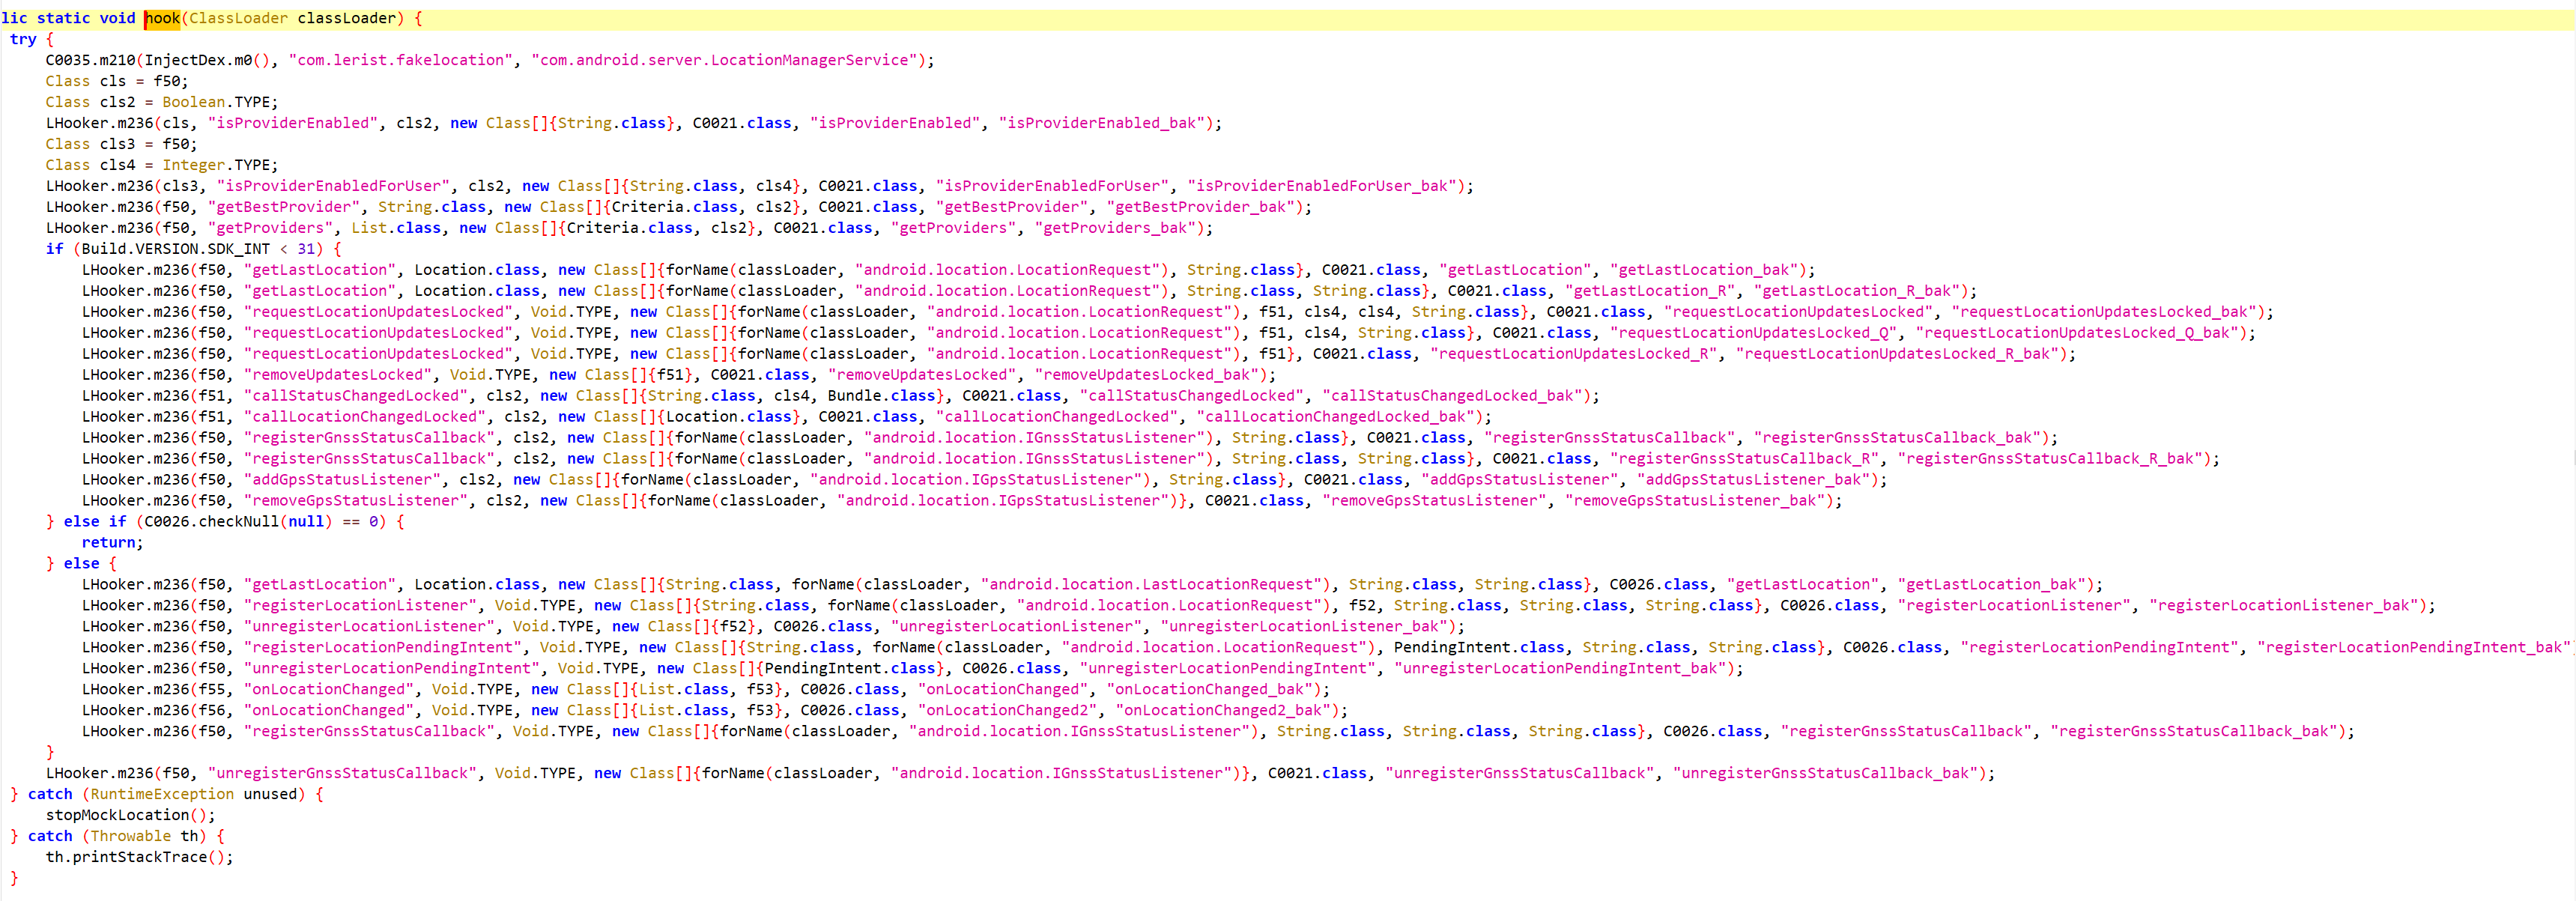 lic static void hook(ClassLoader classLoader) {
try {
C0035.m210(InjectDex.m0(), "com.lerist.fakelocation", "com.android.server.LocationManagerService");
Class cls = f50;
Class cls2 = Boolean.TYPE;
LHooker.m236(cls, "isProviderEnabled", cls2, new Class[]{String.class}, C0021.class, "isProviderEnabled", "isProviderEnabled_bak");
Class cls3 = f50;
Class cls4 = Integer.TYPE;
LHooker.m236(cls3, "isProviderEnabledForUser", cls2, new Class[]{String.class, cls4}, C0021.class, "isProviderEnabledForUser", "isProviderEnabledForUser_bak");
LHooker.m236(f50, "getBestProvider", String.class, new Class[]{Criteria.class, cls2}, C0021.class, "getBestProvider", "getBestProvider_bak");
LHooker.m236(f50, "getProviders", List.class, new Class[]{Criteria.class, cls2}, C0021.class, "getProviders", "getProviders_bak");
if (Build.VERSION.SDK_INT < 31) {
LHooker.m236(f50, "getLastLocation", Location.class, new Class[]{forName(classLoader, "android.location.LocationRequest"), String.class}, C0021.class, "getLastLocation", "getLastLocation_bak");
LHooker.m236(f50, "getLastLocation", Location.class, new Class[]{forName(classLoader, "android.location.LocationRequest"), String.class, String.class}, C0021.class, "getLastLocation_R", "getLastLocation_R_bak");
LHooker.m236(f50, "requestLocationUpdatesLocked", Void.TYPE, new Class[]{forName(classLoader, "android.location.LocationRequest"), f51, cls4, cls4, String.class}, C0021.class, "requestLocationUpdatesLocked", "requestLocationUpdatesLocked_bak");
LHooker.m236(f50, "requestLocationUpdatesLocked", Void.TYPE, new Class[]{forName(classLoader, "android.location.LocationRequest"), f51, cls4, String.class}, C0021.class, "requestLocationUpdatesLocked_Q", "requestLocationUpdatesLocked_Q_bak");
LHooker.m236(f50, "requestLocationUpdatesLocked", Void.TYPE, new Class[]{forName(classLoader, "android.location.LocationRequest"), f51}, C0021.class, "requestLocationUpdatesLocked_R", "requestLocationUpdatesLocked_R_bak");
LHooker.m236(f50, "removeUpdatesLocked", Void.TYPE, new Class[]{f51}, C0021.class, "removeUpdatesLocked", "removeUpdatesLocked_bak");
LHooker.m236(f51, "callStatusChangedLocked", cls2, new Class[]{String.class, cls4, Bundle.class}, C0021.class, "callStatusChangedLocked", "callStatusChangedLocked_bak");
LHooker.m236(f51, "callLocationChangedLocked", cls2, new Class[]{Location.class}, C0021.class, "callLocationChangedLocked", "callLocationChangedLocked_bak");
LHooker.m236(f50, "registerGnssStatusCallback", cls2, new Class[]{forName(classLoader, "android.location.IGnssStatusListener"), String.class}, C0021.class, "registerGnssStatusCallback", "registerGnssStatusCallback_bak");
LHooker.m236(f50, "registerGnssStatusCallback", cls2, new Class[]{forName(classLoader, "android.location.IGnssStatusListener"), String.class, String.class}, C0021.class, "registerGnssStatusCallback_R", "registerGnssStatusCallback_R_bak");
LHooker.m236(f50, "addGpsStatusListener", cls2, new Class[]{forName(classLoader, "android.location.IGpsStatusListener"), String.class}, C0021.class, "addGpsStatusListener", "addGpsStatusListener_bak");
LHooker.m236(f50, "removeGpsStatusListener", cls2, new Class[]{forName(classLoader, "android.location.IGpsStatusListener")}, C0021.class, "removeGpsStatusListener", "removeGpsStatusListener_bak");
} else if (C0026.checkNull(null) == 0) {
return;
} else {
LHooker.m236(f50, "getLastLocation", Location.class, new Class[]{String.class, forName(classLoader, "android.location.LastLocationRequest"), String.class, String.class}, C0026.class, "getLastLocation", "getLastLocation_bak");
LHooker.m236(f50, "registerLocationListener", Void.TYPE, new Class[]{String.class, forName(classLoader, "android.location.LocationRequest"), f52, String.class, String.class, String.class}, C0026.class, "registerLocationListener", "registerLocationListener_bak");
LHooker.m236(f50, "unregisterLocationListener", Void.TYPE, new Class[]{f52}, C0026.class, "unregisterLocationListener", "unregisterLocationListener_bak");
LHooker.m236(f50, "registerLocationPendingIntent", Void.TYPE, new Class[]{String.class, forName(classLoader, "android.location.LocationRequest"), PendingIntent.class, String.class, String.class}, C0026.class, "registerLocationPendingIntent", "registerLocationPendingIntent_bak"
LHooker.m236(f50, "unregisterLocationPendingIntent", Void.TYPE, new Class[]{PendingIntent.class}, C0026.class, "unregisterLocationPendingIntent", "unregisterLocationPendingIntent_bak");
LHooker.m236(f55, "onLocationChanged", Void.TYPE, new Class[]{List.class, f53}, C0026.class, "onLocationChanged", "onLocationChanged_bak");
LHooker.m236(f56, "onLocationChanged", Void.TYPE, new Class[]{List.class, f53}, C0026.class, "onLocationChanged2", "onLocationChanged2_bak");
LHooker.m236(f50, "registerGnssStatusCallback", Void.TYPE, new Class[]{forName(classLoader, "android.location.IGnssStatusListener"), String.class, String.class, String.class}, C0026.class, "registerGnssStatusCallback", "registerGnssStatusCallback_bak");
}
LHooker.m236(f50, "unregisterGnssStatusCallback", Void.TYPE, new Class[]{forName(classLoader, "android.location.IGnssStatusListener")}, C0021.class, "unregisterGnssStatusCallback", "unregisterGnssStatusCallback_bak");
} catch (RuntimeException unused) {
stopMockLocation();
} catch (Throwable th) {
th.printStackTrace();
}